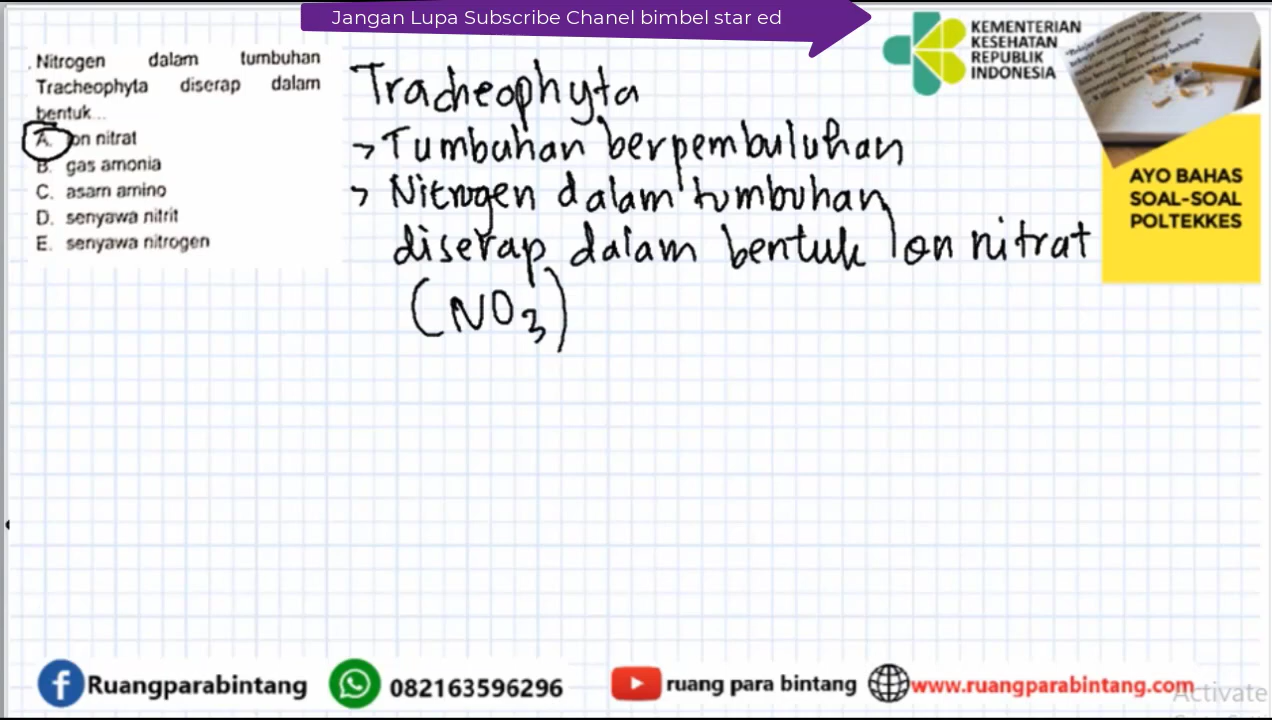 Jangan Lupa Subscribe Chanel bimbel star ed
KEMENTERIAN
KESEHATAN
REPUBLIK
INDONESIA
. Nitrogen dalam tumbuhan
Tracheophyta diserap dalam
bentuk...
A. ion nitrat
B. gas amonia
C. asam amino
D. senyawa nitrit
E. senyawa nitrogen
Tracheophyta
→ Tumbuhan berpembuluhan
→ Nitrogen dalam tumbuhan
diserap dalam bentuk Ion nitrat
(NO3)
AYO BAHAS
SOAL-SOAL
POLTEKKES
Ruangparabintang
082163596296
ruang para bintang
www.ruangparabintang.com
Activate